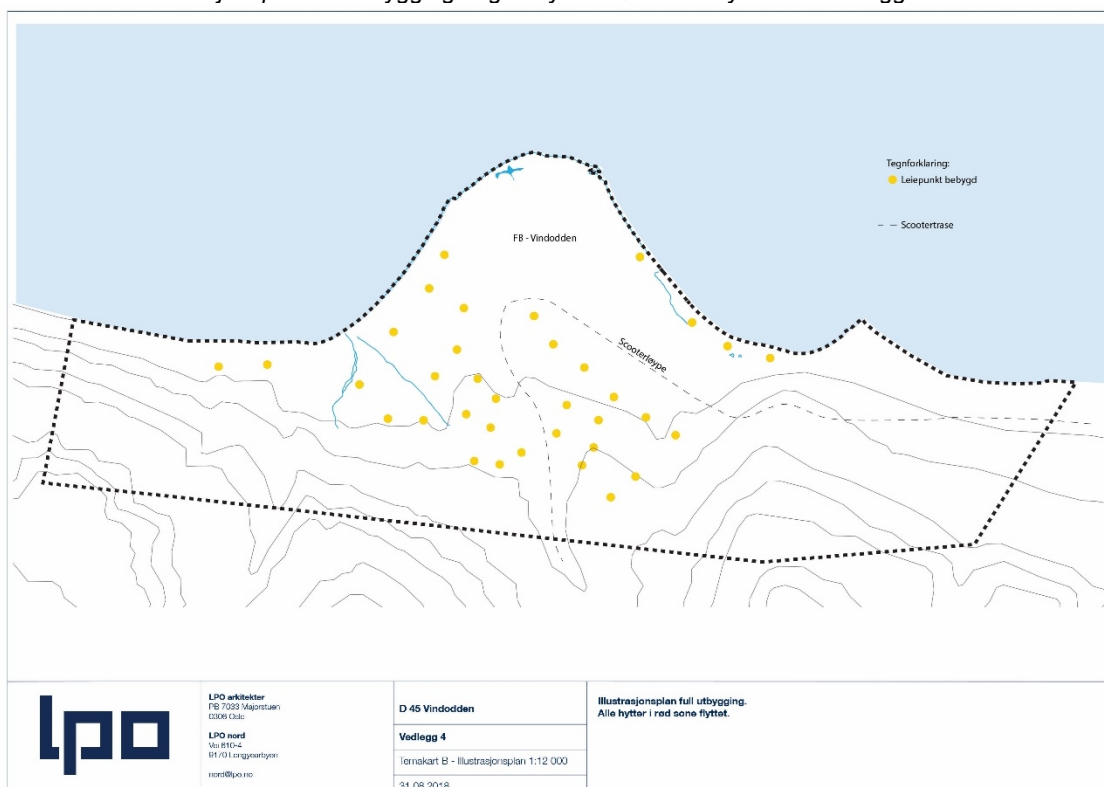 Tegnforklaring:
Leiepunkt bebygd
Scootertrase
FB - Vindodden
Scooterløype
lpo
LPO arkitekter
PB 7033 Majorstuen
0306 Oslo
LPO nord
Vei 610-4
9170 Longyearbyen
nord@lpo.no
D 45 Vindodden
Vedlegg 4
Temakart B - Illustrasjonsplan 1:12 000
31.08.2018
Illustrasjonsplan full utbygging.
Alle hytter i rød sone flyttet.